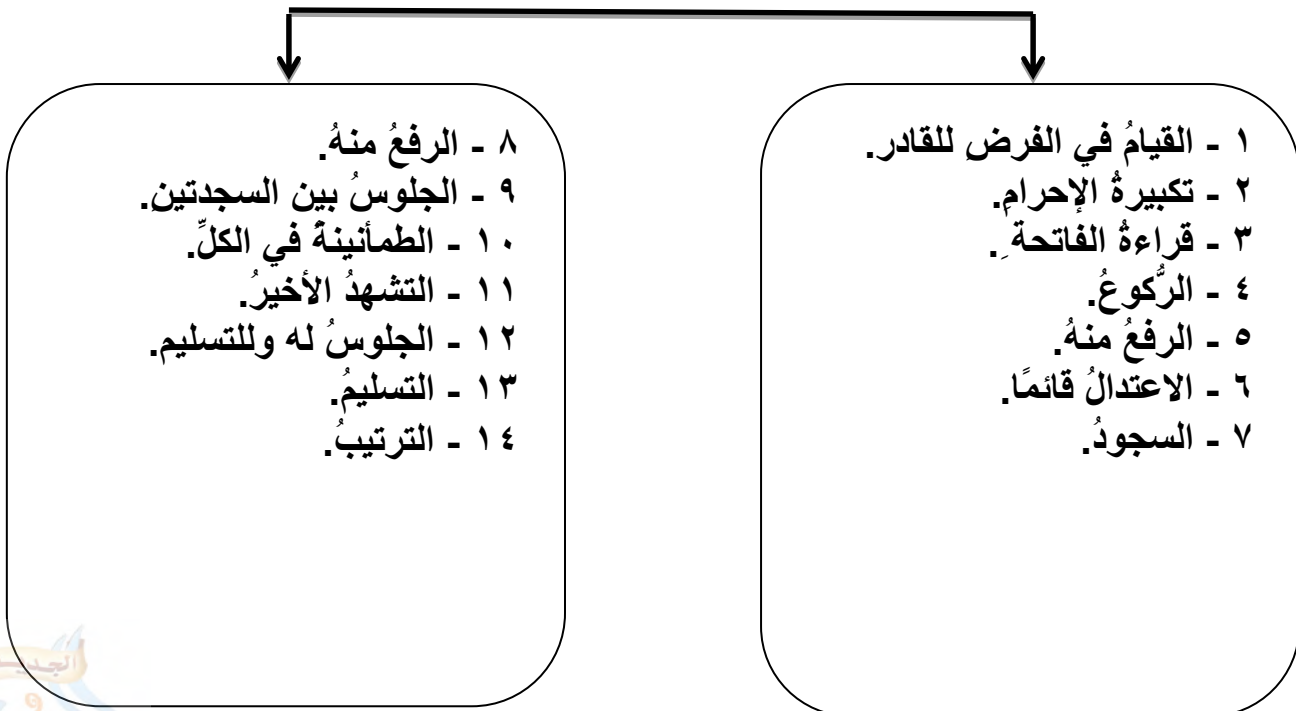 ١ - القيامُ في الفرضِ للقادر.
٢ - تكبيرةُ الإحرامِ.
٣ - قراءةُ الفاتحةِ.
٤ - الرُّكوعُ.
٥ - الرفعُ منهُ.
٦ - الاعتدالُ قائمًا.
٧ - السجودُ.
٨ - الرفعُ منهُ.
٩ - الجلوسُ بين السجدتينِ.
١٠ - الطمأنينةُ في الكلِّ.
١١ - التشهدُ الأخيرُ.
١٢ - الجلوسُ له وللتسليم.
١٣ - التسليمُ.
١٤ - الترتيبُ.